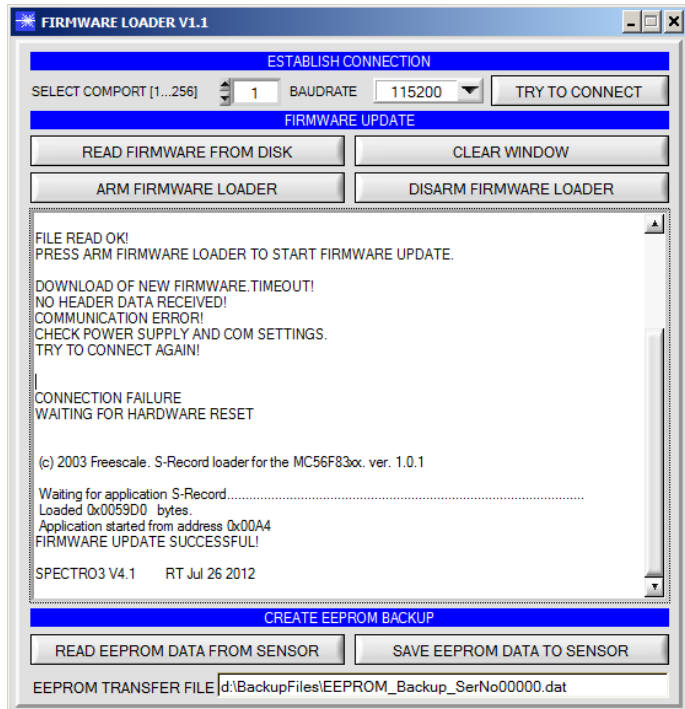 FIRMWARE LOADER V1.1
ESTABLISH CONNECTION
SELECT COMPORT [1...256] 1 BAUDRATE 115200 TRY TO CONNECT
FIRMWARE UPDATE
READ FIRMWARE FROM DISK CLEAR WINDOW
ARM FIRMWARE LOADER DISARM FIRMWARE LOADER
FILE READ OK!
PRESS ARM FIRMWARE LOADER TO START FIRMWARE UPDATE.
DOWNLOAD OF NEW FIRMWARE.TIMEOUT!
NO HEADER DATA RECEIVED!
COMMUNICATION ERROR!
CHECK POWER SUPPLY AND COM SETTINGS.
TRY TO CONNECT AGAIN!
CONNECTION FAILURE
WAITING FOR HARDWARE RESET
(c) 2003 Freescale. S-Record loader for the MC56F83xx. ver. 1.0.1
Waiting for application S-Record.......................................................................................
Loaded 0x0059D0 bytes.
Application started from address 0x00A4
FIRMWARE UPDATE SUCCESSFUL!
SPECTRO3 V4.1 RT Jul 26 2012
CREATE EEPROM BACKUP
READ EEPROM DATA FROM SENSOR SAVE EEPROM DATA TO SENSOR
EEPROM TRANSFER FILE d:\BackupFiles\EEPROM_Backup_SerNo00000.dat